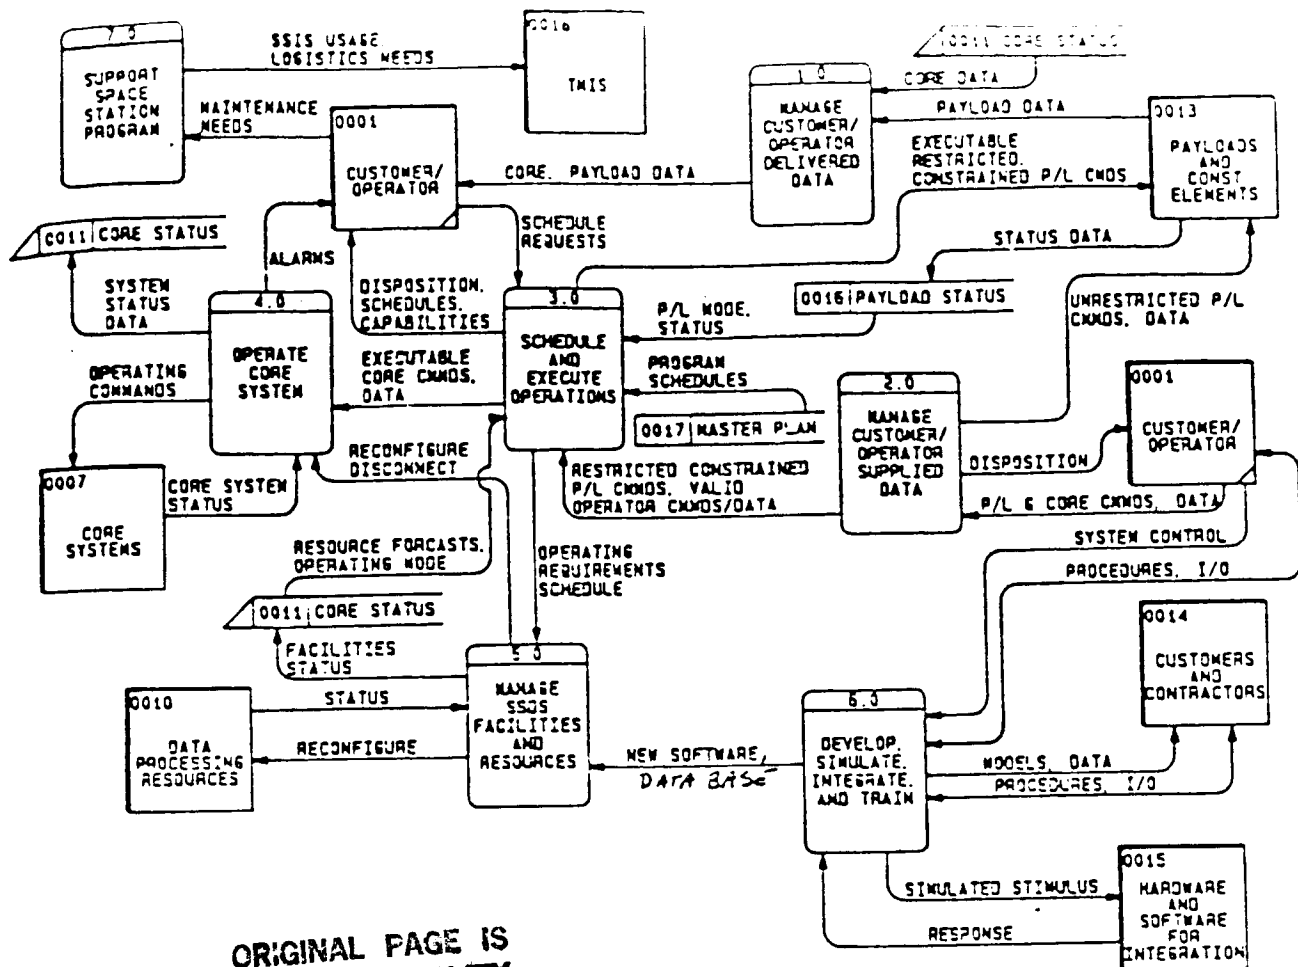 7.0
SUPPORT
SPACE
STATION
PROGRAM
SSIS USAGE,
LOGISTICS NEEDS
0016
TMIS
MAINTENANCE
NEEDS
0001
CUSTOMER/
OPERATOR
0011 CORE STATUS
CORE DATA
1.0
MANAGE
CUSTOMER/
OPERATOR
DELIVERED
DATA
PAYLOAD DATA
0013
PAYLOADS
AND
CONST
ELEMENTS
EXECUTABLE
RESTRICTED,
CONSTRAINED P/L CMDS
CORE, PAYLOAD DATA
SCHEDULE
REQUESTS
STATUS DATA
0011 CORE STATUS
ALARMS
SYSTEM
STATUS
DATA
4.0
OPERATE
CORE
SYSTEM
DISPOSITION,
SCHEDULES,
CAPABILITIES
3.0
SCHEDULE
AND
EXECUTE
OPERATIONS
P/L MODE,
STATUS
0016 PAYLOAD STATUS
UNRESTRICTED P/L
CMMDS, DATA
OPERATING
COMMANDS
EXECUTABLE
CORE CMMDS,
DATA
PROGRAM
SCHEDULES
0017 MASTER PLAN
2.0
MANAGE
CUSTOMER/
OPERATOR
SUPPLIED
DATA
0001
CUSTOMER/
OPERATOR
DISPOSITION
RECONFIGURE
DISCONNECT
RESTRICTED CONSTRAINED
P/L CMMDS, VALID
OPERATOR CMMDS/DATA
P/L & CORE CMMDS, DATA
0007
CORE
SYSTEMS
CORE SYSTEM
STATUS
SYSTEM CONTROL
RESOURCE FORCASTS,
OPERATING MODE
OPERATING
REQUIREMENTS
SCHEDULE
PROCEDURES, I/O
0011 CORE STATUS
FACILITIES
STATUS
0014
CUSTOMERS
AND
CONTRACTORS
0010
DATA
PROCESSING
RESOURCES
STATUS
RECONFIGURE
5.0
MANAGE
SSDS
FACILITIES
AND
RESOURCES
NEW SOFTWARE,
DATA BASE
6.0
DEVELOP,
SIMULATE,
INTEGRATE,
AND TRAIN
MODELS, DATA
PROCEDURES, I/O
0015
HARDWARE
AND
SOFTWARE
FOR
INTEGRATION
SIMULATED STIMULUS
RESPONSE
ORIGINAL PAGE IS